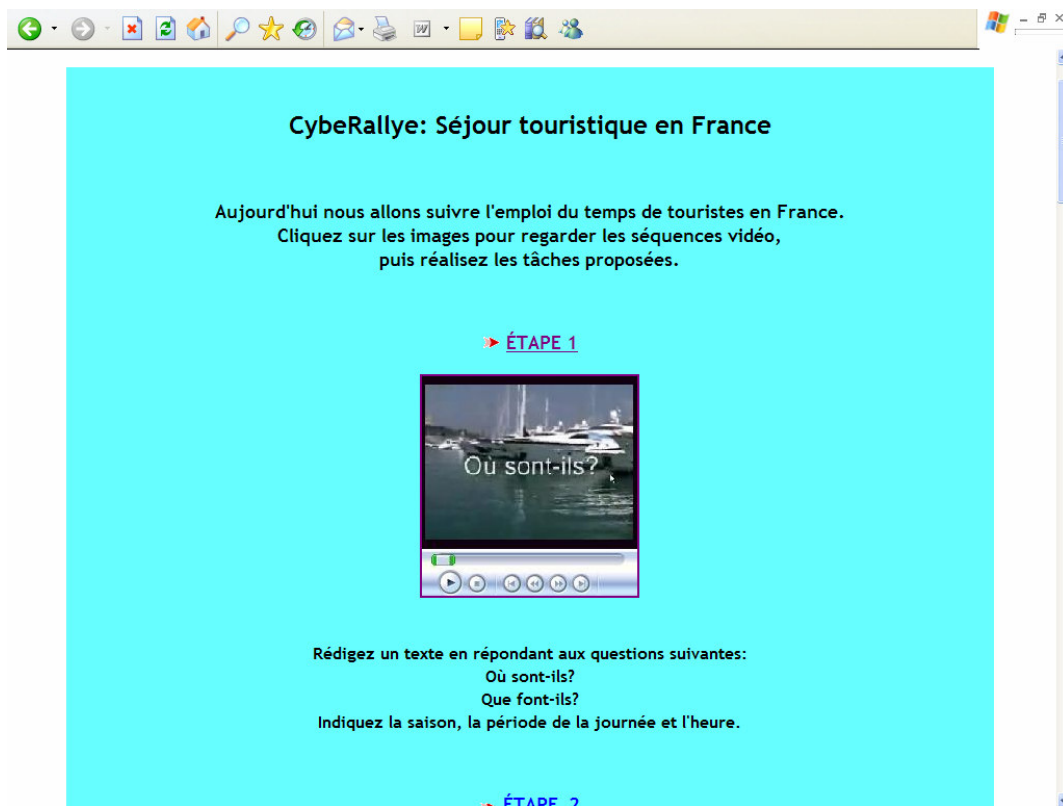 CybeRallye: Séjour touristique en France
Aujourd'hui nous allons suivre l'emploi du temps de touristes en France.
Cliquez sur les images pour regarder les séquences vidéo,
puis réalisez les tâches proposées.
ÉTAPE 1
Où sont-ils?
Rédigez un texte en répondant aux questions suivantes:
Où sont-ils?
Que font-ils?
Indiquez la saison, la période de la journée et l'heure.
ÉTAPE 2